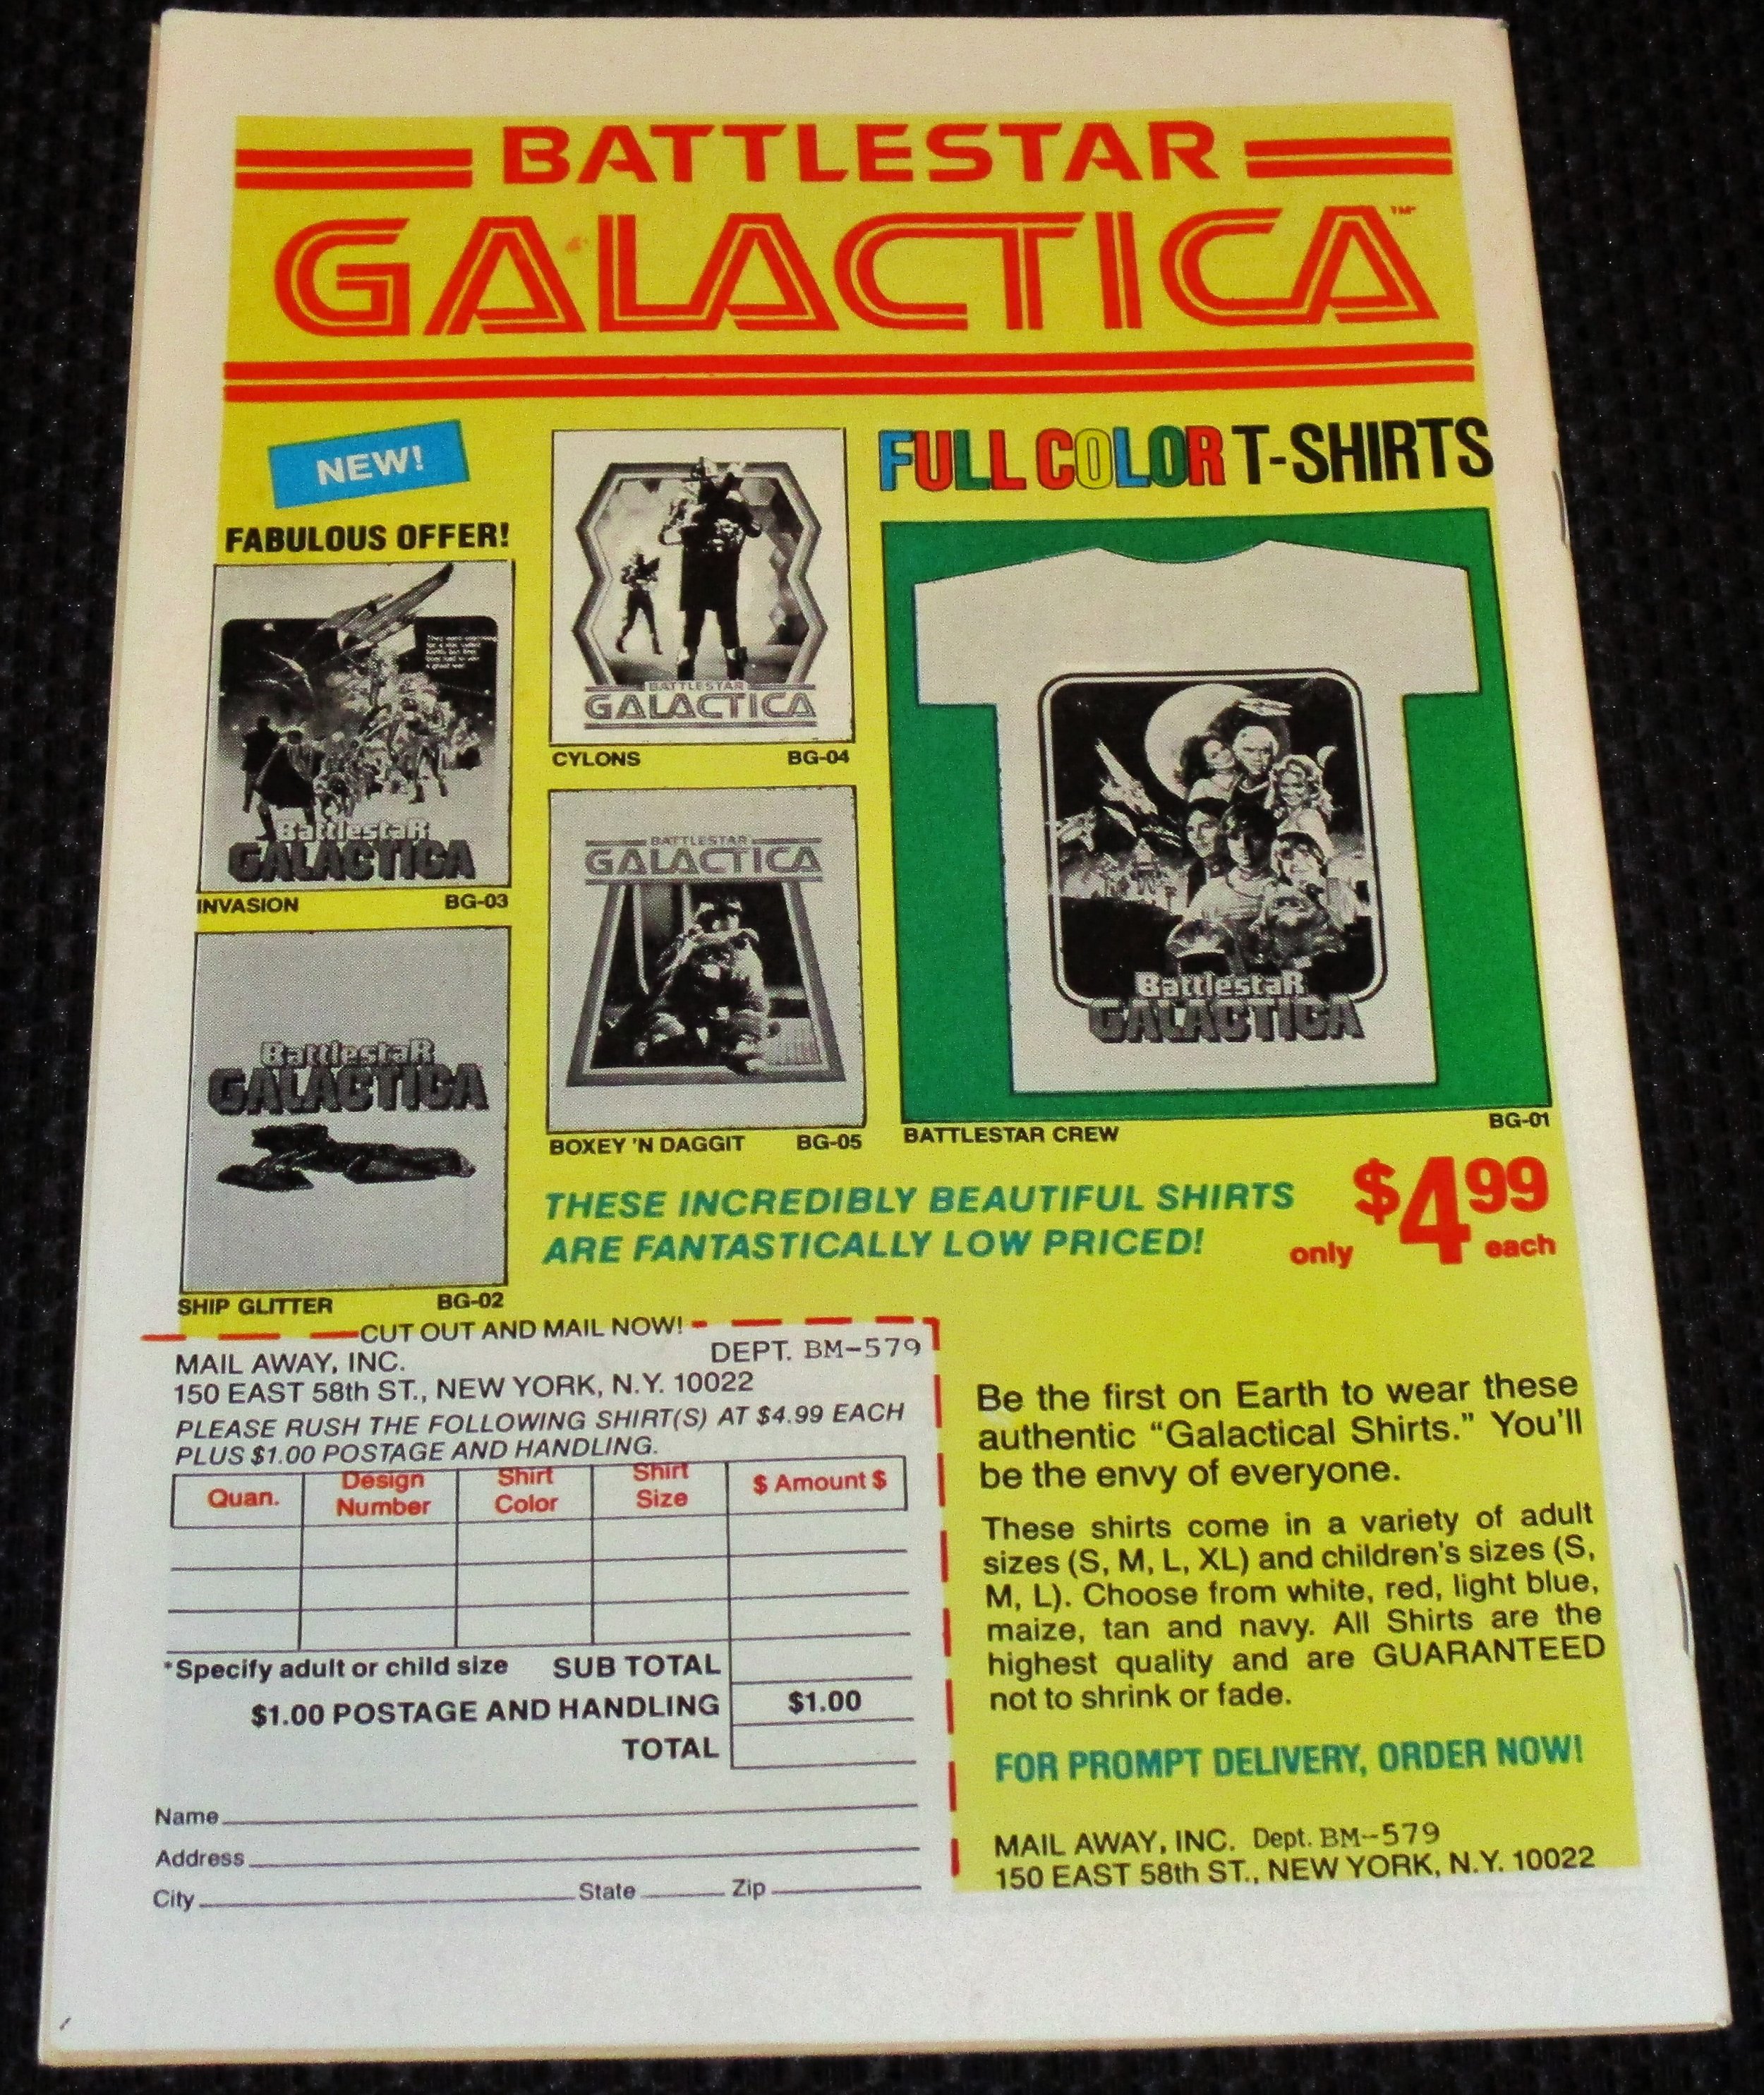 BATTLESTAR
GALACTICA™
NEW!
FABULOUS OFFER!
FULL COLOR T-SHIRTS
Battlestar
GALACTICA
INVASION BG-03
BATTLESTAR
GALACTICA
CYLONS BG-04
Battlestar
GALACTICA
SHIP GLITTER BG-02
BATTLESTAR
GALACTICA
BOXEY 'N DAGGIT BG-05
Battlestar
GALACTICA
BATTLESTAR CREW BG-01
THESE INCREDIBLY BEAUTIFUL SHIRTS
ARE FANTASTICALLY LOW PRICED!
only $4.99 each
CUT OUT AND MAIL NOW!
MAIL AWAY, INC. DEPT. BM-579
150 EAST 58th ST., NEW YORK, N.Y. 10022
PLEASE RUSH THE FOLLOWING SHIRT(S) AT $4.99 EACH
PLUS $1.00 POSTAGE AND HANDLING.
Quan. Design Number Shirt Color Shirt Size $ Amount $
*Specify adult or child size SUB TOTAL
$1.00 POSTAGE AND HANDLING $1.00
TOTAL
Name
Address
City State Zip
Be the first on Earth to wear these
authentic “Galactical Shirts.” You'll
be the envy of everyone.
These shirts come in a variety of adult
sizes (S, M, L, XL) and children's sizes (S,
M, L). Choose from white, red, light blue,
maize, tan and navy. All Shirts are the
highest quality and are GUARANTEED
not to shrink or fade.
FOR PROMPT DELIVERY, ORDER NOW!
MAIL AWAY, INC. Dept. BM-579
150 EAST 58th ST., NEW YORK, N.Y. 10022